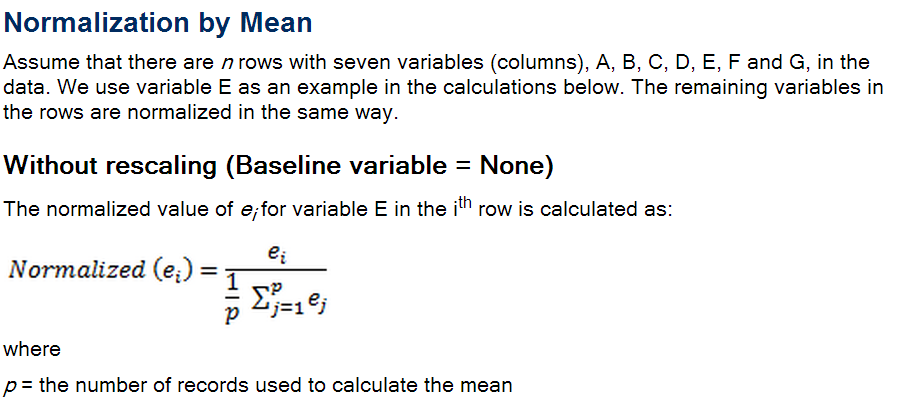 Normalization by Mean
Assume that there are n rows with seven variables (columns), A, B, C, D, E, F and G, in the
data. We use variable E as an example in the calculations below. The remaining variables in
the rows are normalized in the same way.
Without rescaling (Baseline variable = None)
The normalized value of eᵢ for variable E in the iᵗʰ row is calculated as:
Normalized (eᵢ) = eᵢ / (1/p ∑ᵖⱼ₌₁ eⱼ)
where
p = the number of records used to calculate the mean